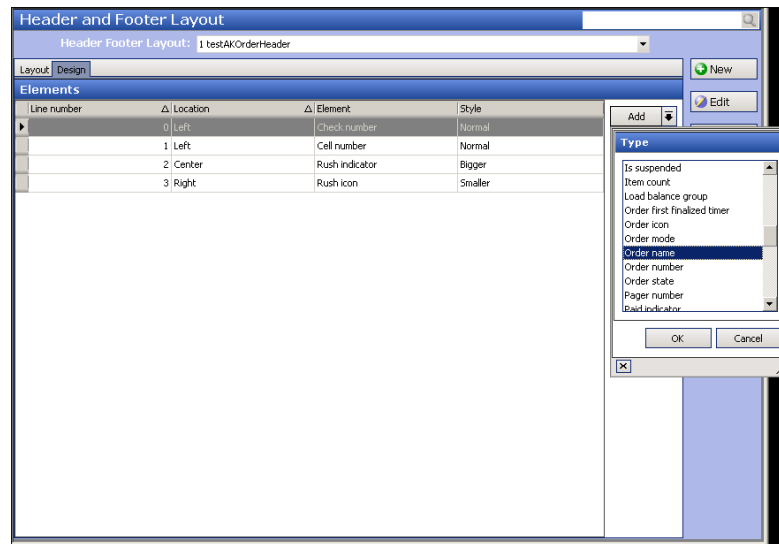 Header and Footer Layout
Header Footer Layout: 1 testAKOrderHeader
Layout Design
New
Elements
Edit
Line number Location Element Style
Add
0 Left Check number Normal
1 Left Cell number Normal
2 Center Rush indicator Bigger
3 Right Rush icon Smaller
Type
Is suspended
Item count
Load balance group
Order first finalized timer
Order icon
Order mode
Order name
Order number
Order state
Pager number
Paid indicator
OK Cancel